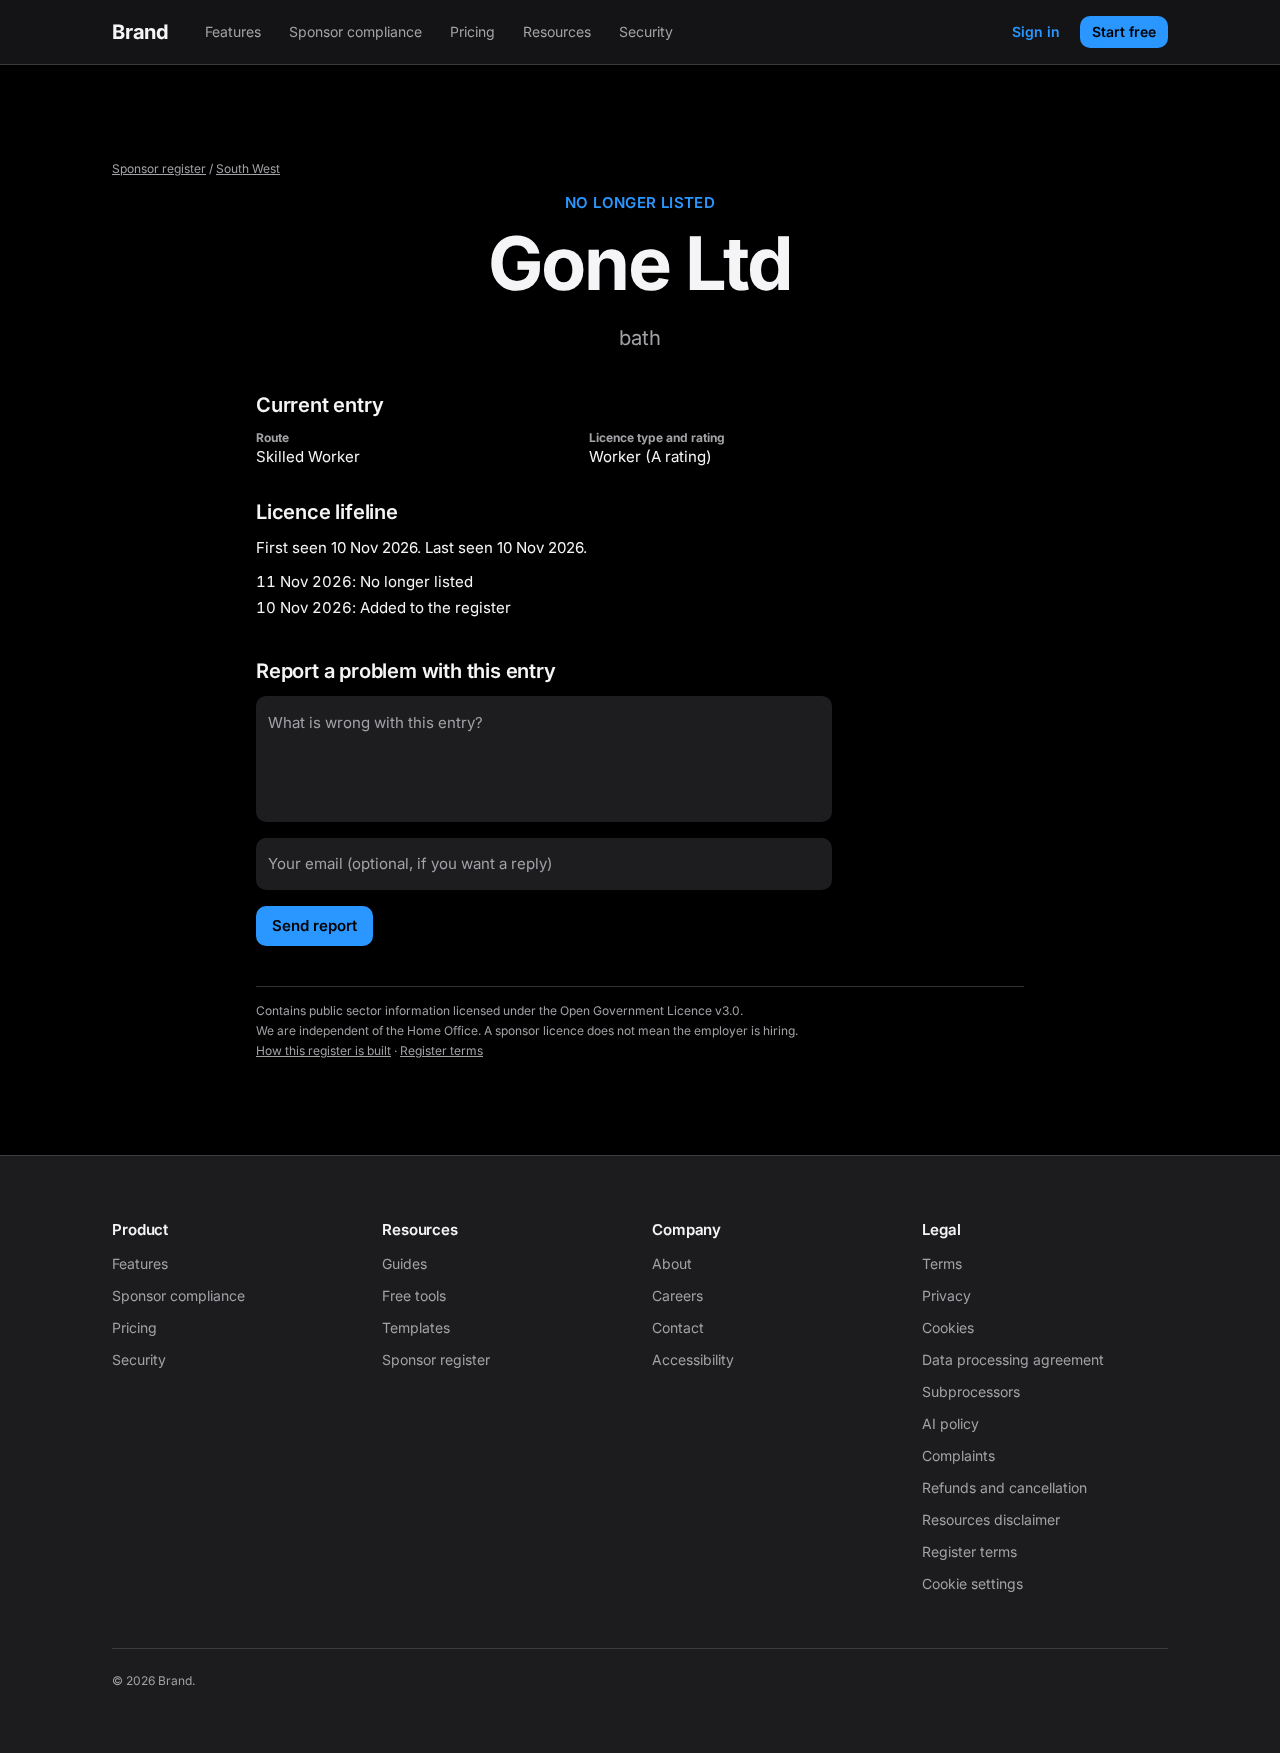 Brand Features Sponsor compliance Pricing Resources Security Sign in Start free
Sponsor register / South West
NO LONGER LISTED
Gone Ltd
bath
Current entry
Route
Skilled Worker
Licence type and rating
Worker (A rating)
Licence lifeline
First seen 10 Nov 2026. Last seen 10 Nov 2026.
11 Nov 2026: No longer listed
10 Nov 2026: Added to the register
Report a problem with this entry
What is wrong with this entry?
Your email (optional, if you want a reply)
Send report
Contains public sector information licensed under the Open Government Licence v3.0.
We are independent of the Home Office. A sponsor licence does not mean the employer is hiring.
How this register is built · Register terms
Product
Features
Sponsor compliance
Pricing
Security
Resources
Guides
Free tools
Templates
Sponsor register
Company
About
Careers
Contact
Accessibility
Legal
Terms
Privacy
Cookies
Data processing agreement
Subprocessors
AI policy
Complaints
Refunds and cancellation
Resources disclaimer
Register terms
Cookie settings
© 2026 Brand.